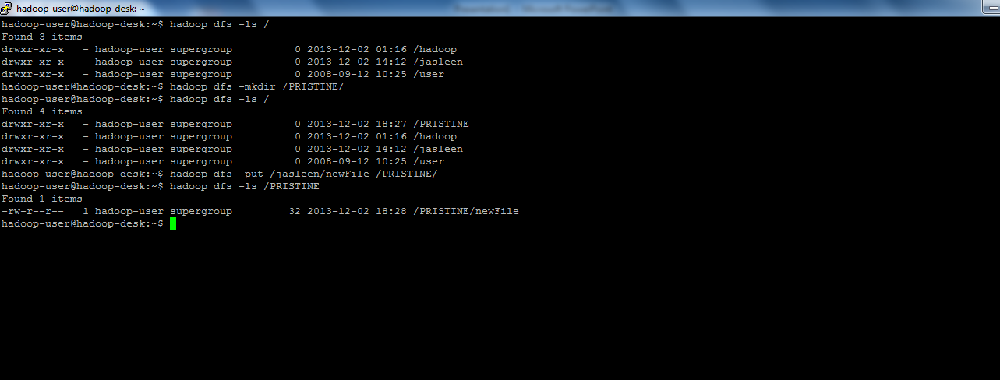 hadoop-user@hadoop-desk: ~
hadoop-user@hadoop-desk:~$ hadoop dfs -ls /
Found 3 items
drwxr-xr-x   - hadoop-user supergroup          0 2013-12-02 01:16 /hadoop
drwxr-xr-x   - hadoop-user supergroup          0 2013-12-02 14:12 /jasleen
drwxr-xr-x   - hadoop-user supergroup          0 2008-09-12 10:25 /user
hadoop-user@hadoop-desk:~$ hadoop dfs -mkdir /PRISTINE/
hadoop-user@hadoop-desk:~$ hadoop dfs -ls /
Found 4 items
drwxr-xr-x   - hadoop-user supergroup          0 2013-12-02 18:27 /PRISTINE
drwxr-xr-x   - hadoop-user supergroup          0 2013-12-02 01:16 /hadoop
drwxr-xr-x   - hadoop-user supergroup          0 2013-12-02 14:12 /jasleen
drwxr-xr-x   - hadoop-user supergroup          0 2008-09-12 10:25 /user
hadoop-user@hadoop-desk:~$ hadoop dfs -put /jasleen/newFile /PRISTINE/
hadoop-user@hadoop-desk:~$ hadoop dfs -ls /PRISTINE
Found 1 items
-rw-r--r--   1 hadoop-user supergroup         32 2013-12-02 18:28 /PRISTINE/newFile
hadoop-user@hadoop-desk:~$